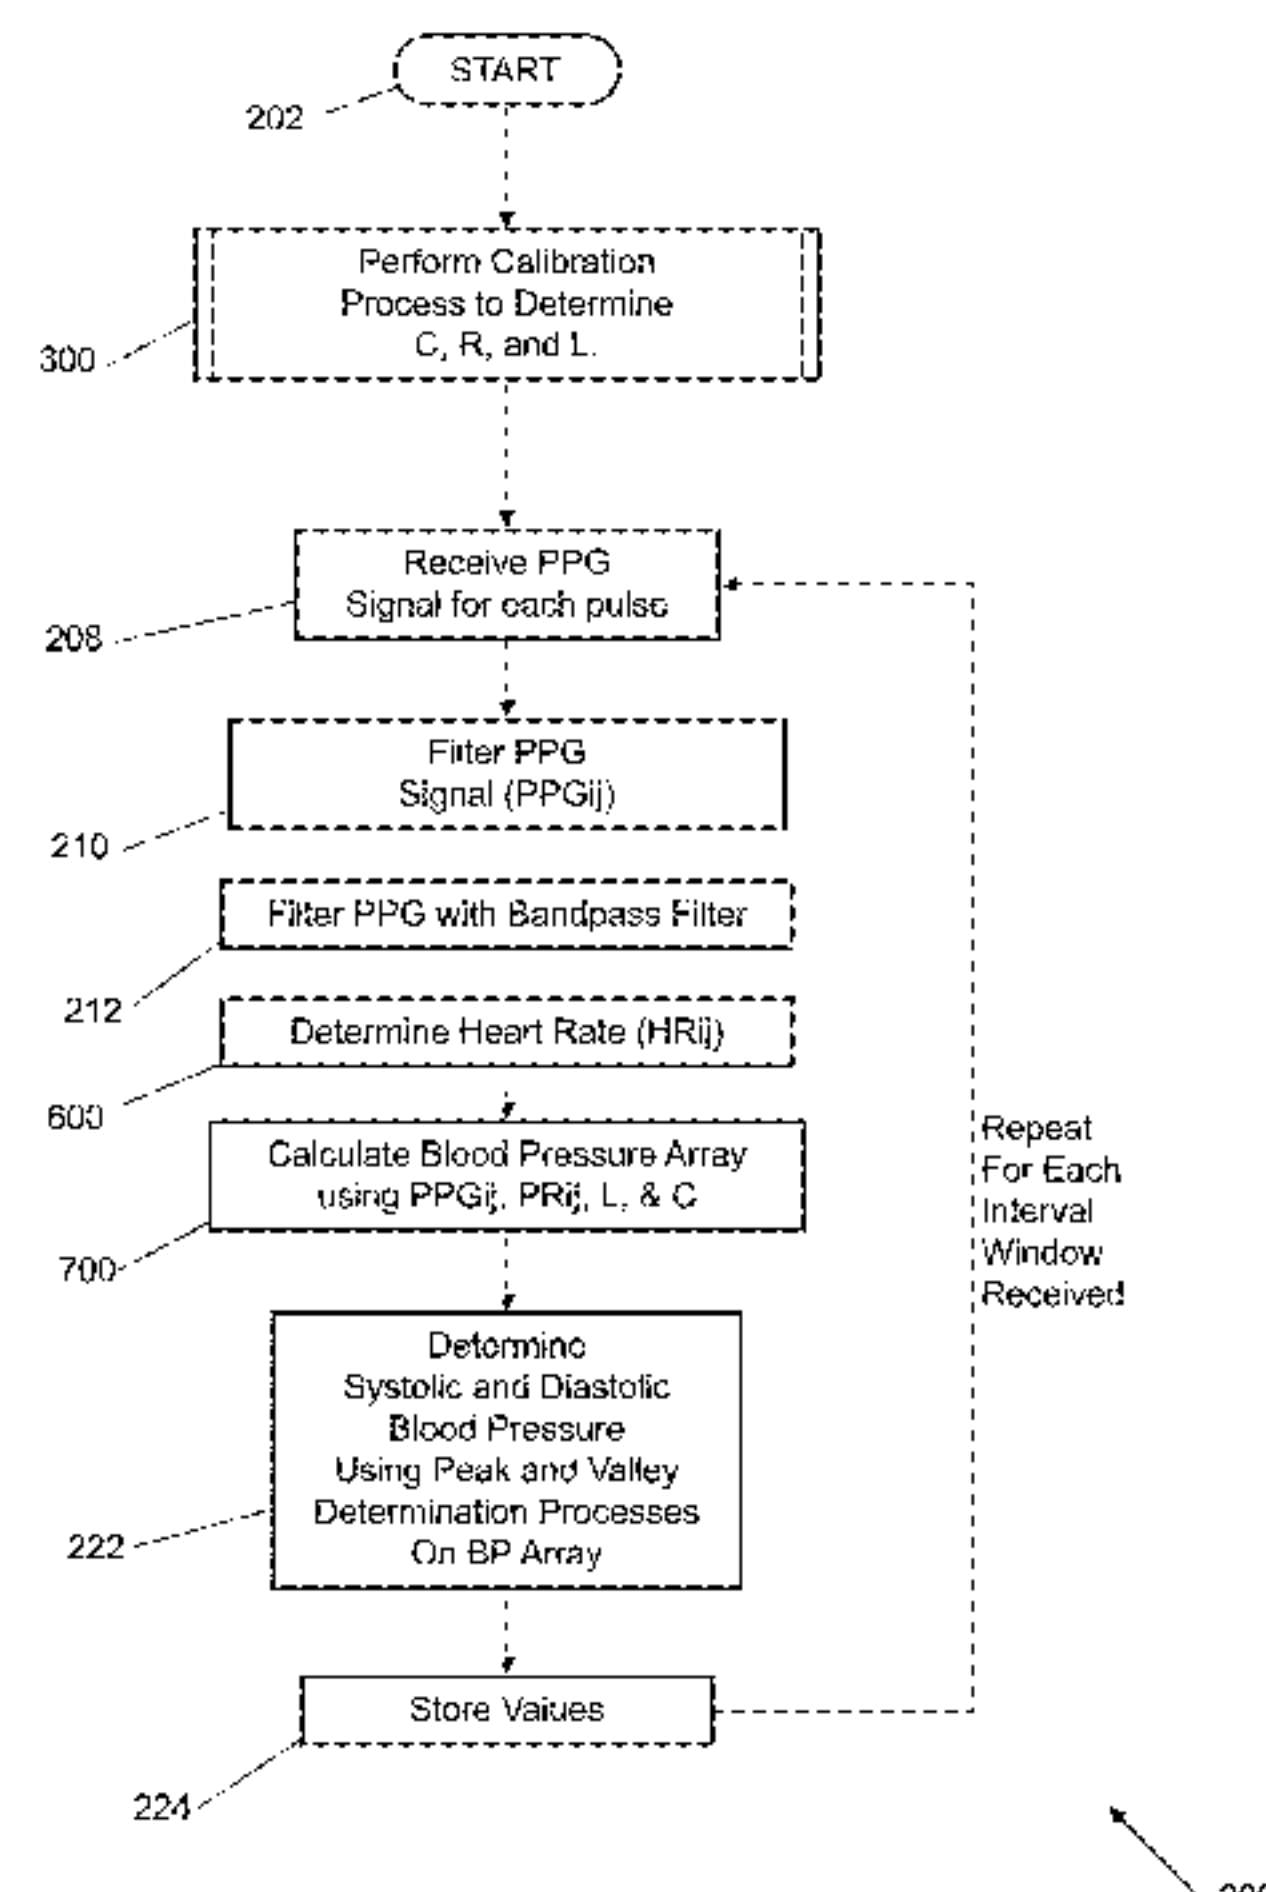 START
202
Perform Calibration
Process to Determine
C, R, and L.
300
Receive PPG
Signal for each pulse
208
Filter PPG
Signal (PPGij)
210
Filter PPG with Bandpass Filter
212
Determine Heart Rate (HRij)
600
Calculate Blood Pressure Array
using PPGij, PRij, L, & C
700
Repeat
For Each
Interval
Window
Received
Determine
Systolic and Diastolic
Blood Pressure
Using Peak and Valley
Determination Processes
On BP Array
222
Store Values
224